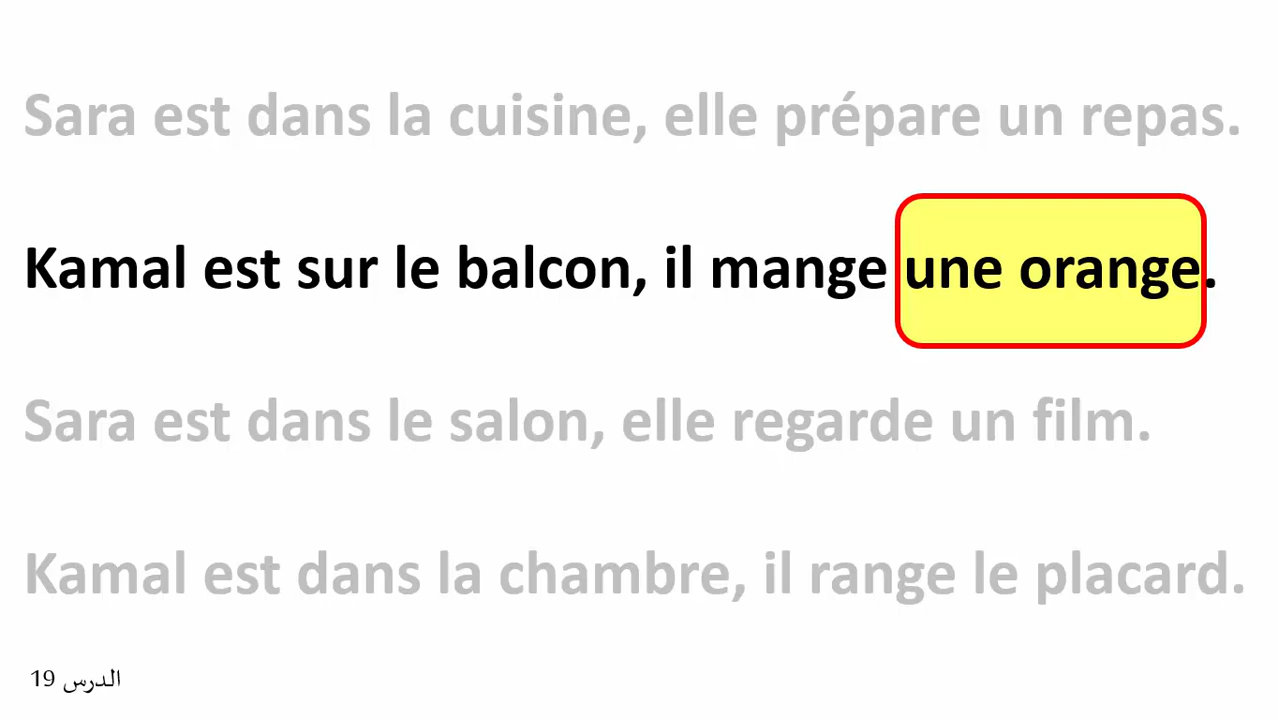 Sara est dans la cuisine, elle prépare un repas.
Kamal est sur le balcon, il mange une orange.
Sara est dans le salon, elle regarde un film.
Kamal est dans la chambre, il range le placard.
الدرس 19